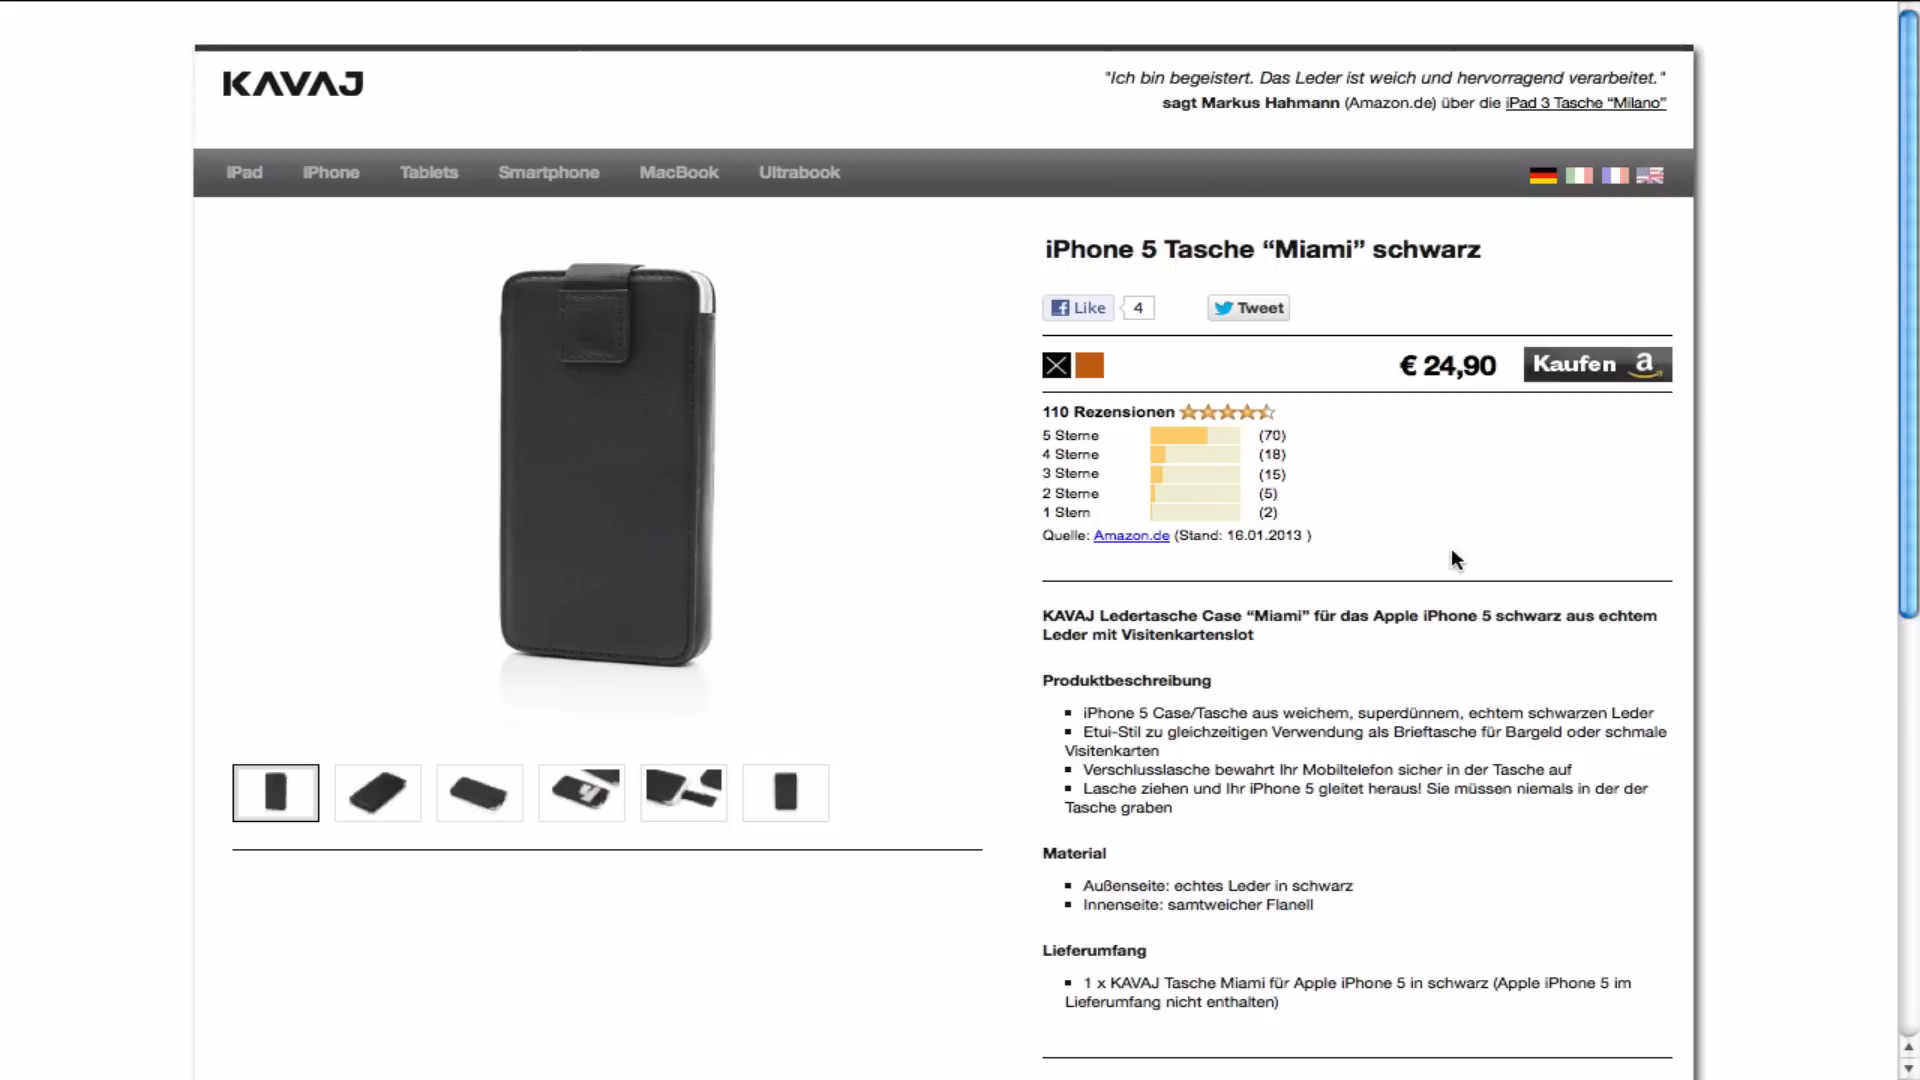 KAVAJ
"Ich bin begeistert. Das Leder ist weich und hervorragend verarbeitet."
sagt Markus Hahmann (Amazon.de) über die iPad 3 Tasche “Milano”
iPad iPhone Tablets Smartphone MacBook Ultrabook
iPhone 5 Tasche “Miami” schwarz
Like 4 Tweet
€ 24,90 Kaufen a
110 Rezensionen
5 Sterne (70)
4 Sterne (18)
3 Sterne (15)
2 Sterne (5)
1 Stern (2)
Quelle: Amazon.de (Stand: 16.01.2013 )
KAVAJ Ledertasche Case “Miami” für das Apple iPhone 5 schwarz aus echtem
Leder mit Visitenkartenslot
Produktbeschreibung
▪ iPhone 5 Case/Tasche aus weichem, superdünnem, echtem schwarzen Leder
▪ Etui-Stil zu gleichzeitigen Verwendung als Brieftasche für Bargeld oder schmale
Visitenkarten
▪ Verschlusslasche bewahrt Ihr Mobiltelefon sicher in der Tasche auf
▪ Lasche ziehen und Ihr iPhone 5 gleitet heraus! Sie müssen niemals in der der
Tasche graben
Material
▪ Außenseite: echtes Leder in schwarz
▪ Innenseite: samtweicher Flanell
Lieferumfang
▪ 1 x KAVAJ Tasche Miami für Apple iPhone 5 in schwarz (Apple iPhone 5 im
Lieferumfang nicht enthalten)